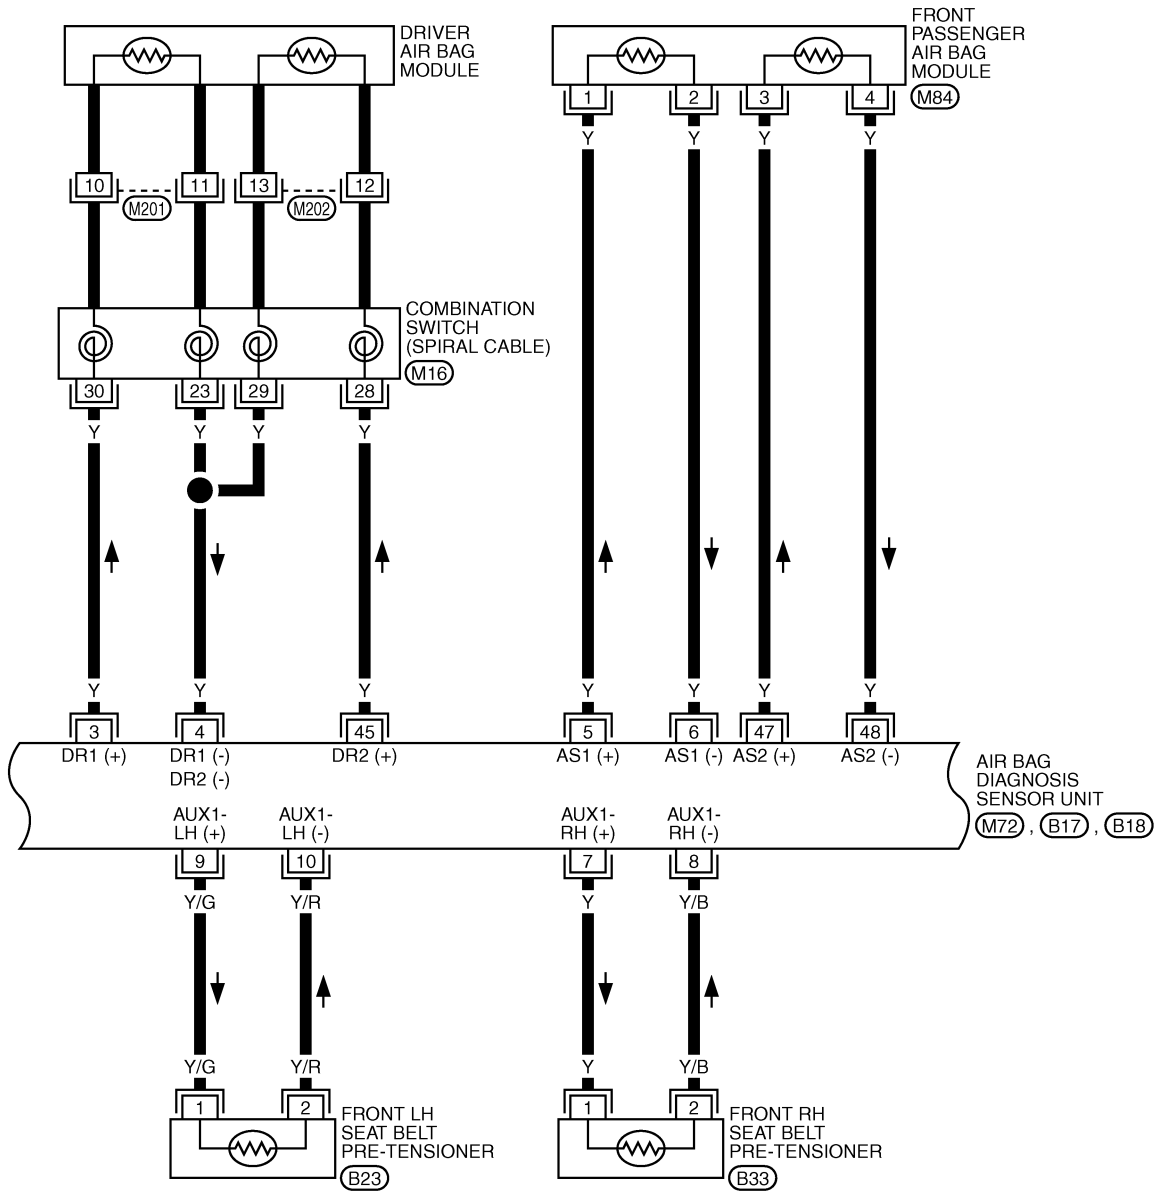 DRIVER
AIR BAG
MODULE
FRONT
PASSENGER
AIR BAG
MODULE
M84
1 2 3 4
Y Y Y Y
10 11 13 12
M201 M202
COMBINATION
SWITCH
(SPIRAL CABLE)
M16
30 23 29 28
Y Y Y Y
Y Y Y Y Y Y Y
3 4 45 5 6 47 48
DR1 (+) DR1 (-) DR2 (+) AS1 (+) AS1 (-) AS2 (+) AS2 (-)
DR2 (-)
AIR BAG
DIAGNOSIS
SENSOR UNIT
M72 , B17 , B18
AUX1- AUX1- AUX1- AUX1-
LH (+) LH (-) RH (+) RH (-)
9 10 7 8
Y/G Y/R Y Y/B
Y/G Y/R Y Y/B
1 2 1 2
FRONT LH
SEAT BELT
PRE-TENSIONER
B23
FRONT RH
SEAT BELT
PRE-TENSIONER
B33